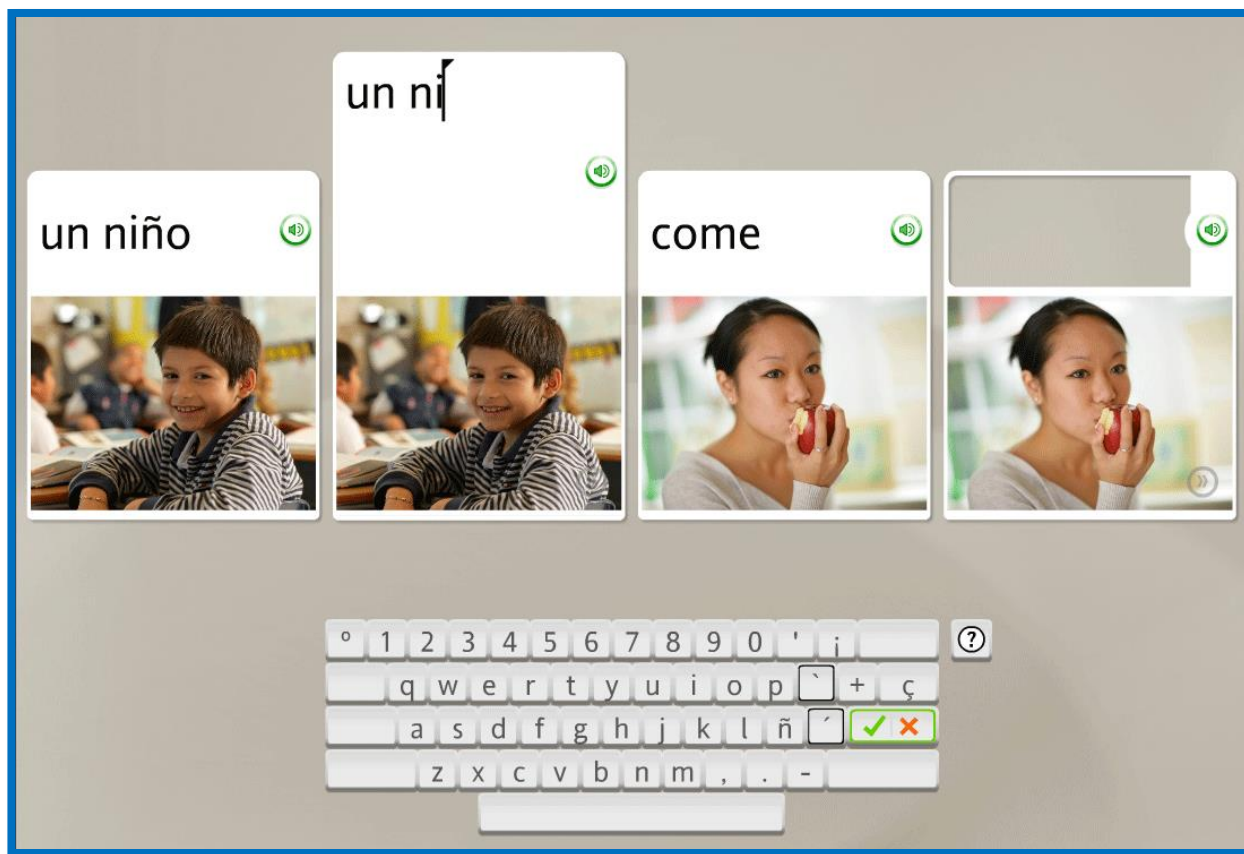 un niño
un ni
come
º 1 2 3 4 5 6 7 8 9 0 ' ¡
?
q w e r t y u i o p ` + ç
a s d f g h j k l ñ ´
z x c v b n m , . -